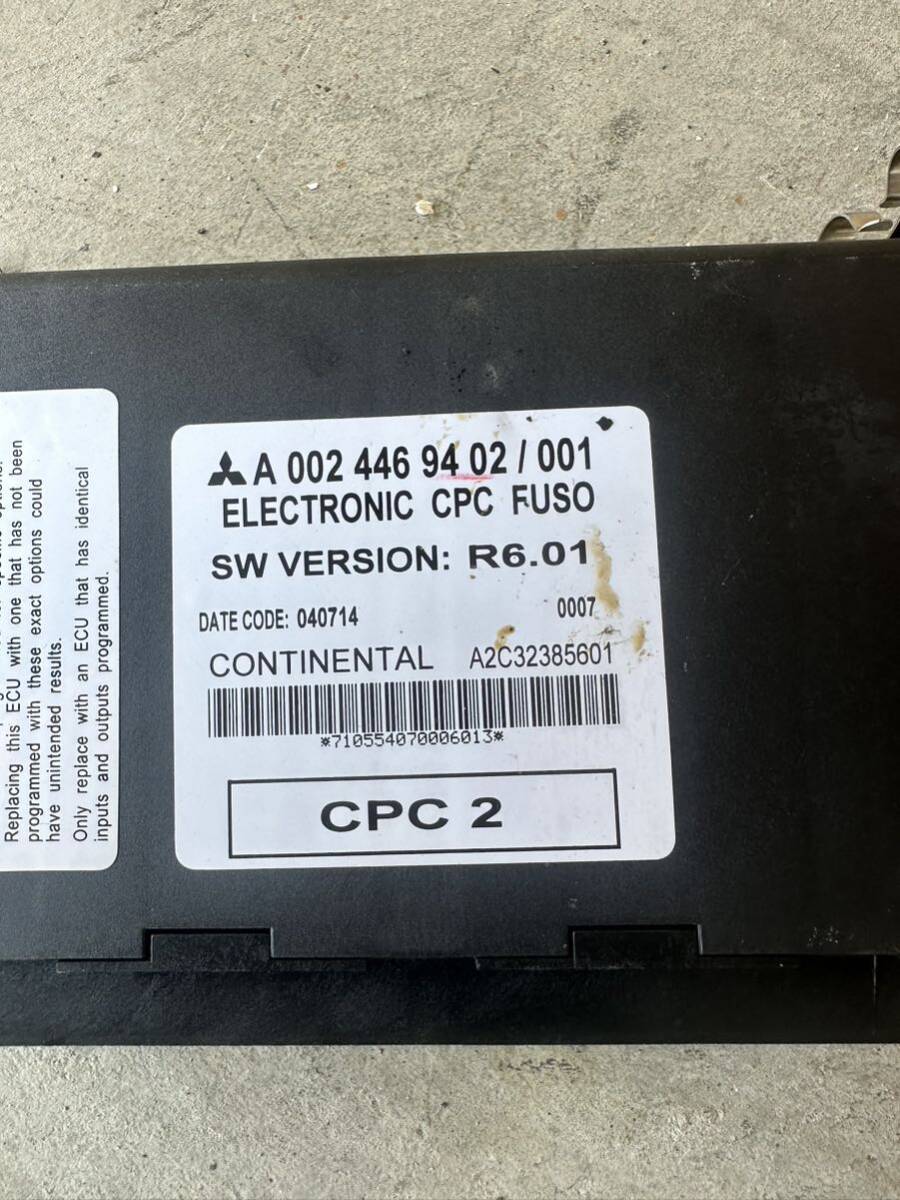 Replacing this ECU with one that has not been
programmed with these exact options could
have unintended results.
Only replace with an ECU that has identical
inputs and outputs programmed.
A 002 446 94 02 / 001
ELECTRONIC CPC FUSO
SW VERSION: R6.01
DATE CODE: 040714 0007
CONTINENTAL A2C32385601
*710554070006013*
CPC 2